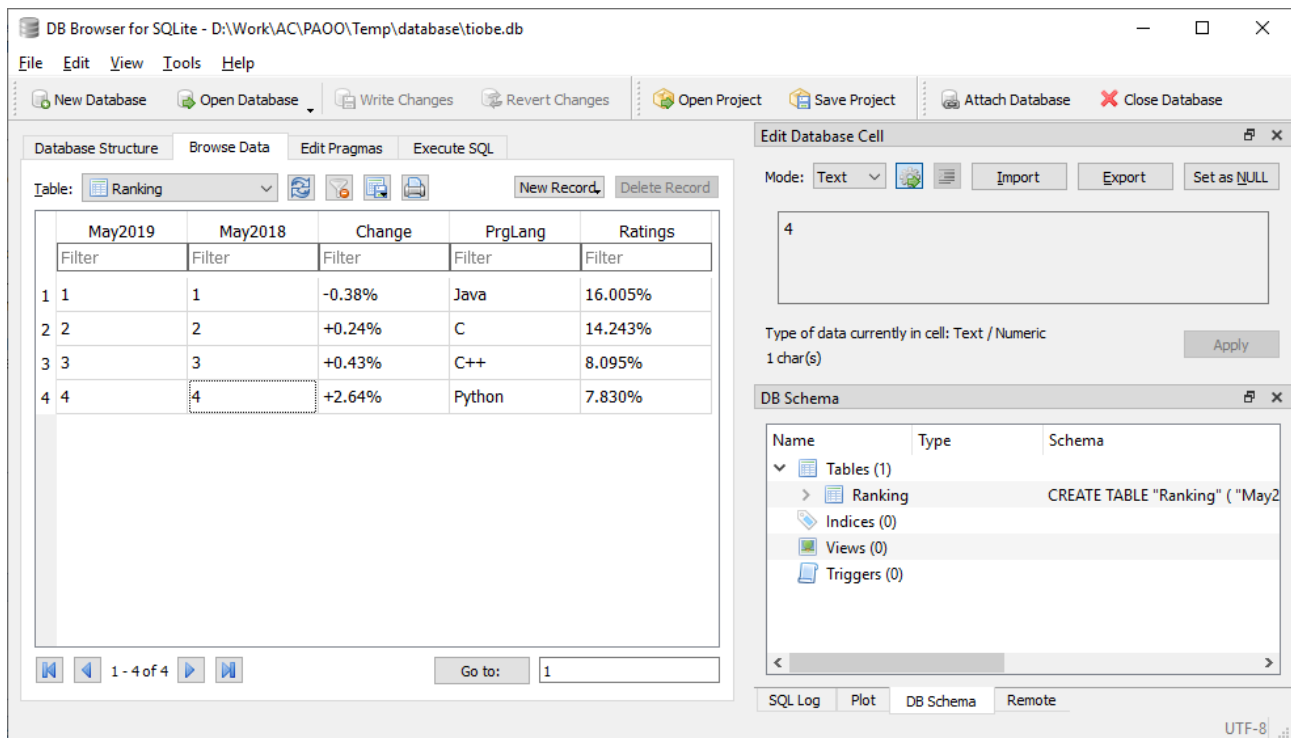 DB Browser for SQLite - D:\Work\AC\PAOO\Temp\database\tiobe.db
File Edit View Tools Help
New Database Open Database Write Changes Revert Changes Open Project Save Project Attach Database Close Database
Database Structure Browse Data Edit Pragmas Execute SQL
Table: Ranking New Record Delete Record
May2019 May2018 Change PrgLang Ratings
Filter Filter Filter Filter Filter
1 1 1 -0.38% Java 16.005%
2 2 2 +0.24% C 14.243%
3 3 3 +0.43% C++ 8.095%
4 4 4 +2.64% Python 7.830%
1 - 4 of 4 Go to: 1
Edit Database Cell
Mode: Text Import Export Set as NULL
4
Type of data currently in cell: Text / Numeric
1 char(s)
Apply
DB Schema
Name Type Schema
Tables (1)
Ranking CREATE TABLE "Ranking" ( "May2
Indices (0)
Views (0)
Triggers (0)
SQL Log Plot DB Schema Remote
UTF-8